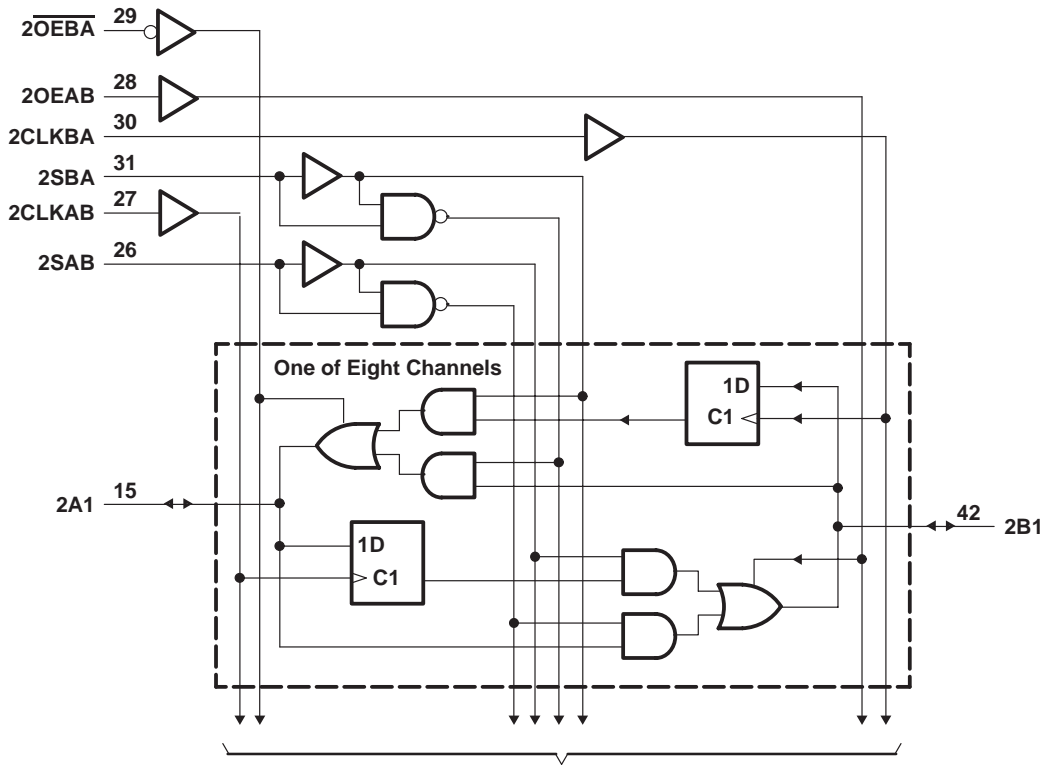 2OEBA 29
2OEAB 28
2CLKBA 30
2SBA 31
2CLKAB 27
2SAB 26
One of Eight Channels
1D
C1
2A1 15
42 2B1
1D
C1